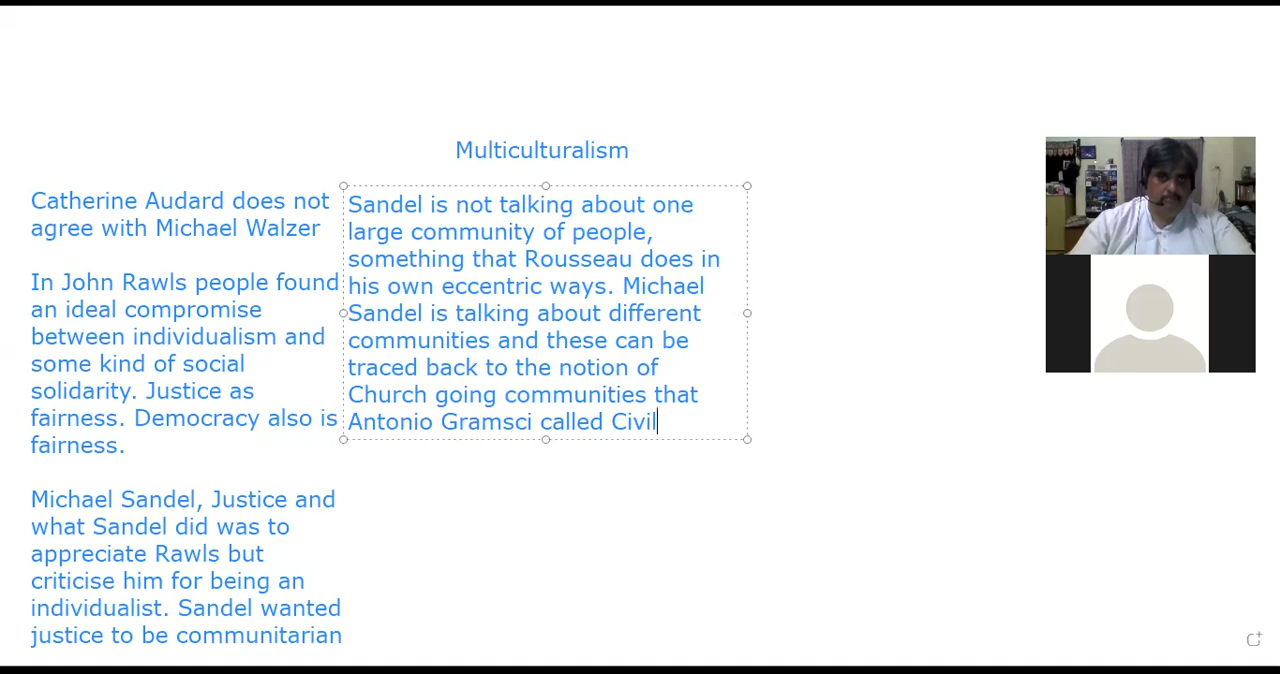 Multiculturalism
Catherine Audard does not
agree with Michael Walzer
In John Rawls people found
an ideal compromise
between individualism and
some kind of social
solidarity. Justice as
fairness. Democracy also is
fairness.
Michael Sandel, Justice and
what Sandel did was to
appreciate Rawls but
criticise him for being an
individualist. Sandel wanted
justice to be communitarian
Sandel is not talking about one
large community of people,
something that Rousseau does in
his own eccentric ways. Michael
Sandel is talking about different
communities and these can be
traced back to the notion of
Church going communities that
Antonio Gramsci called Civil